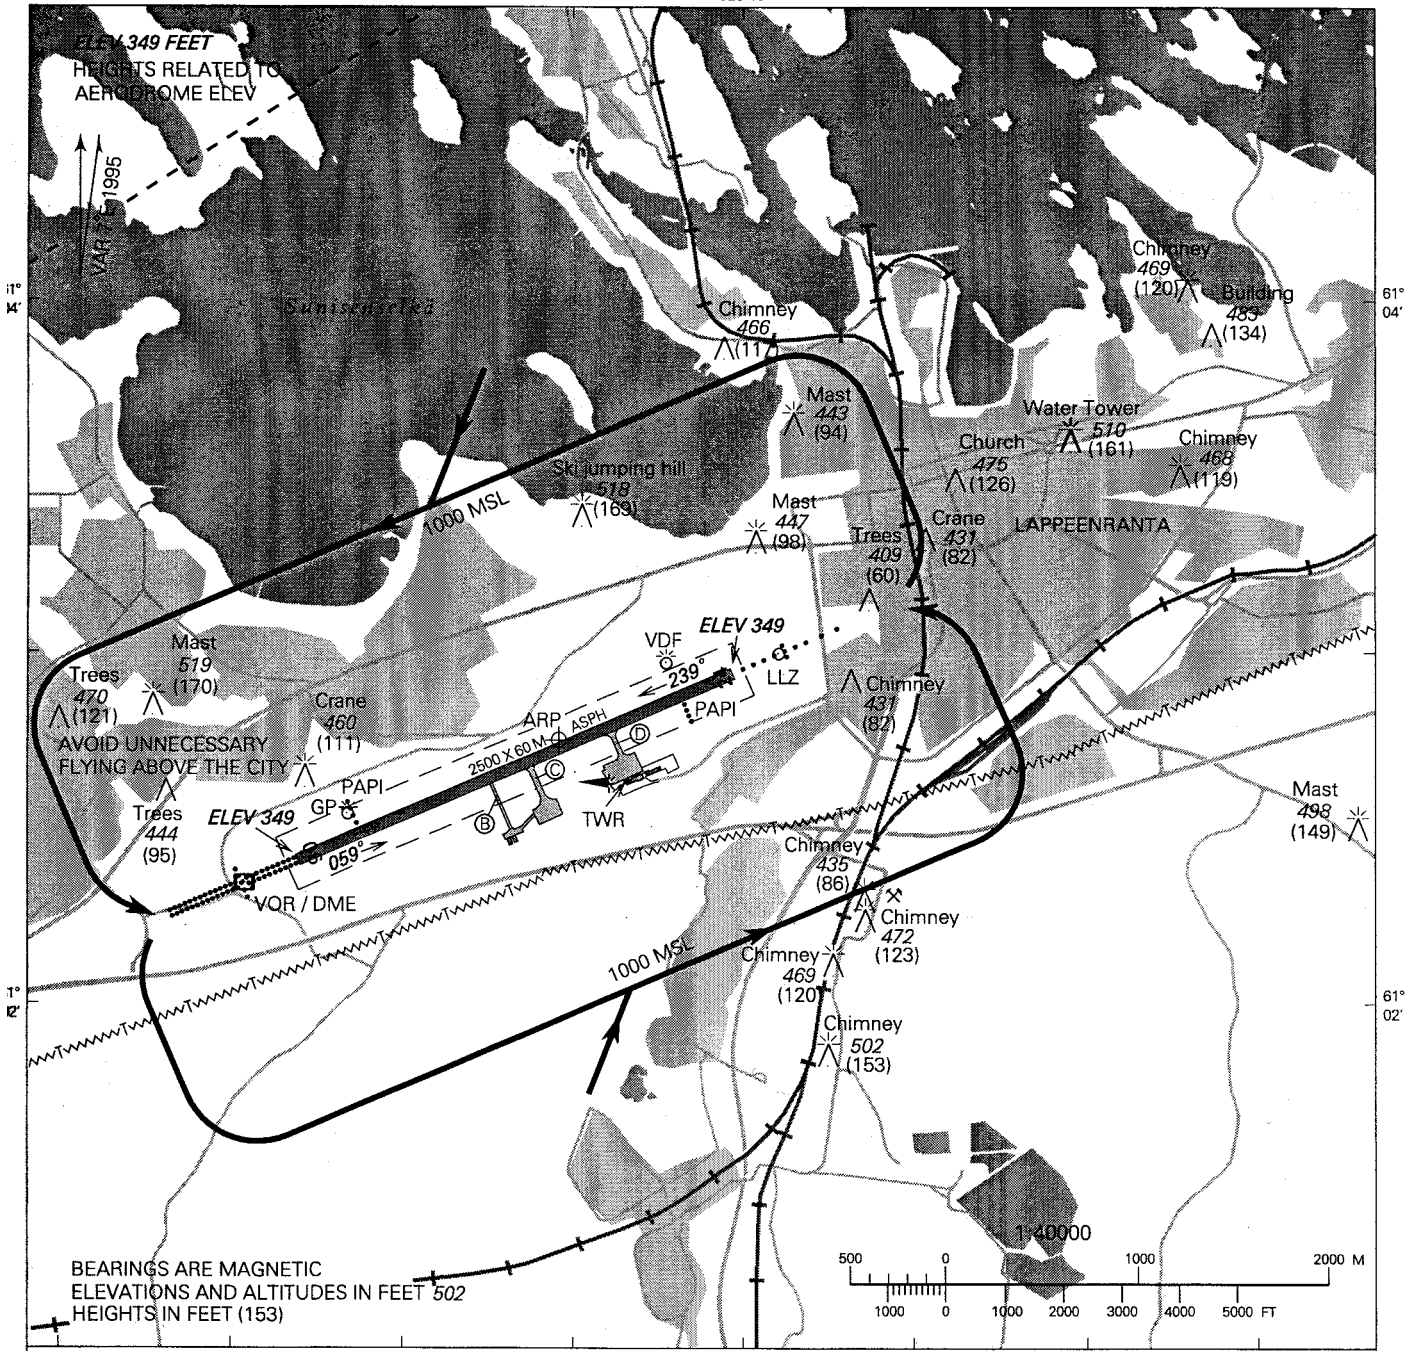 ELEV 349 FEET
HEIGHTS RELATED TO
AERODROME ELEV
VAR 7°E 1995
61°
04'
Suniśenselkä
Chimney
469
(120)
Building
483
(134)
Chimney
466
(117
Mast
443
(94)
Water Tower
510
(161)
Church
475
(126)
Chimney
468
(119)
Ski jumping hill
518
(169)
1000 MSL
Mast
447
(98)
Trees
409
(60)
Crane
431
(82)
LAPPEENRANTA
Mast
519
(170)
Trees
470
(121)
Crane
460
(111)
AVOID UNNECESSARY
FLYING ABOVE THE CITY
Trees
444
(95)
VDF
ELEV 349
239°
LLZ
PAPI
Chimney
431
(82)
ARP
ASPH
2500 X 60 M
D
C
B
TWR
PAPI
GP
ELEV 349
059°
VOR / DME
Mast
498
(149)
Chimney
435
(86)
Chimney
472
(123)
1000 MSL
Chimney
469
(120)
Chimney
502
(153)
61°
02'
BEARINGS ARE MAGNETIC
ELEVATIONS AND ALTITUDES IN FEET 502
HEIGHTS IN FEET (153)
1:40000
500 0 1000 2000 M
1000 0 1000 2000 3000 4000 5000 FT